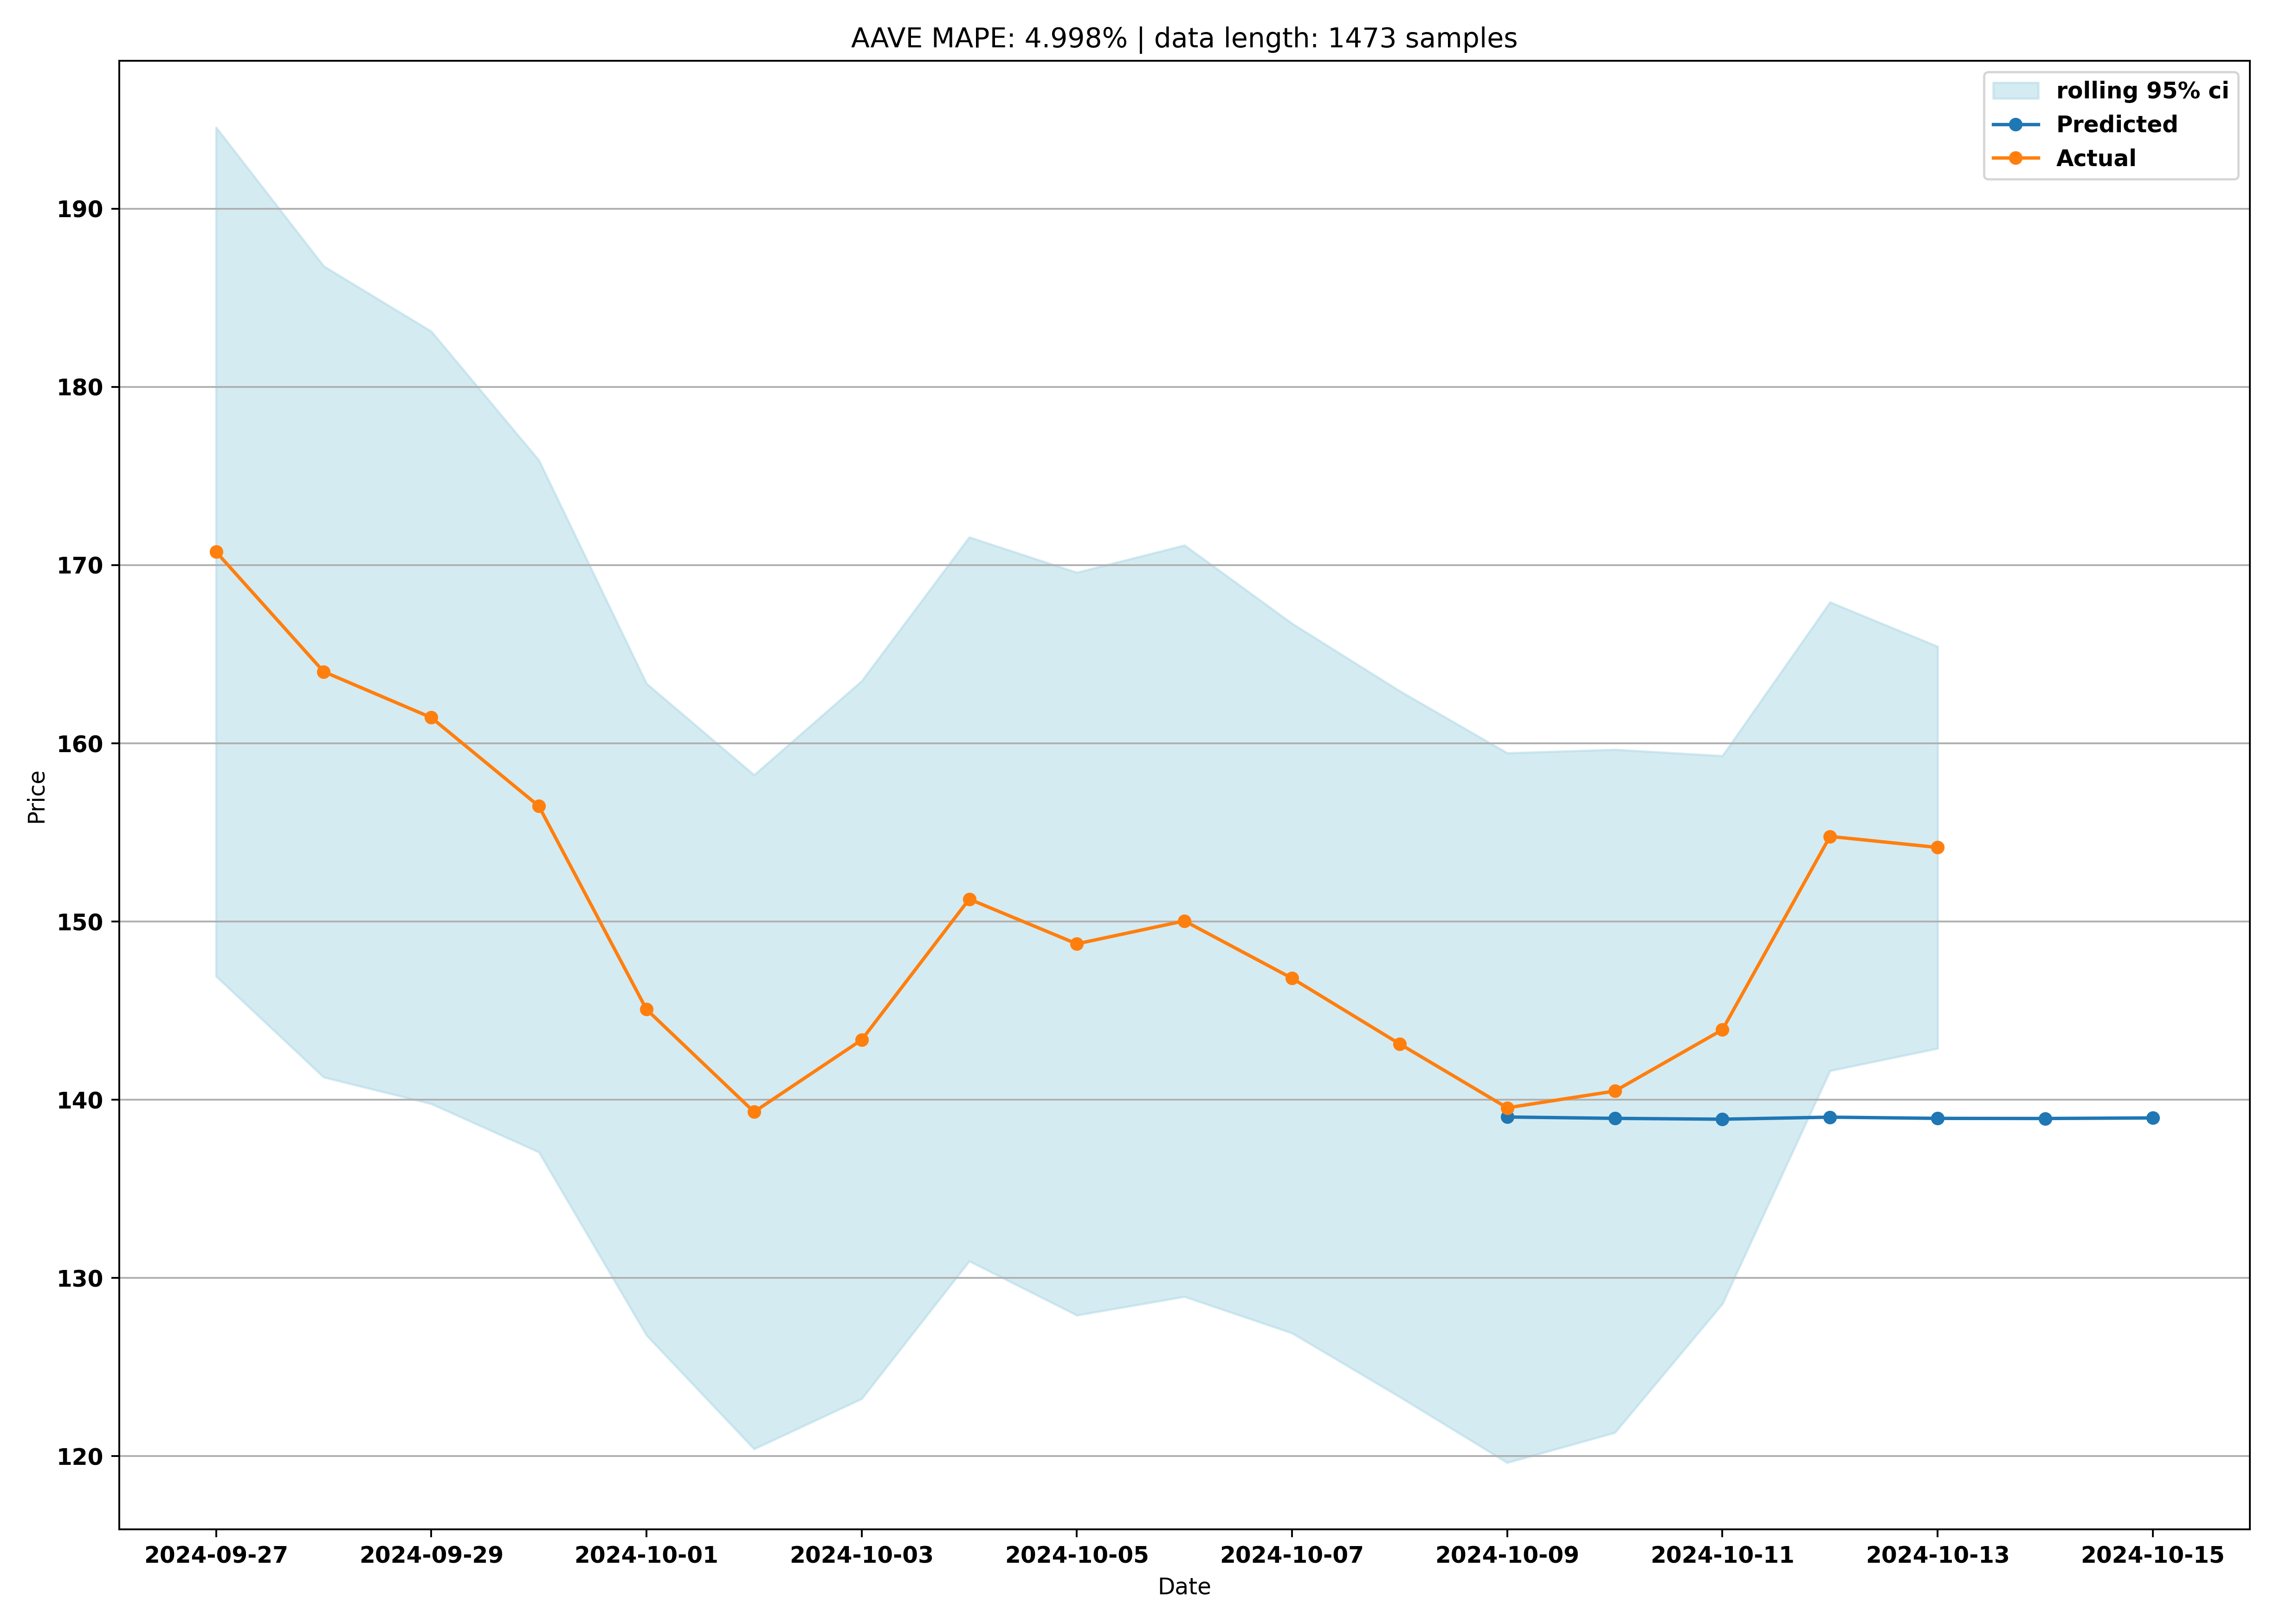 AAVE MAPE: 4.998% | data length: 1473 samples
rolling 95% ci
Predicted
Actual
190
180
170
160
150
140
130
120
Price
2024-09-27 2024-09-29 2024-10-01 2024-10-03 2024-10-05 2024-10-07 2024-10-09 2024-10-11 2024-10-13 2024-10-15
Date